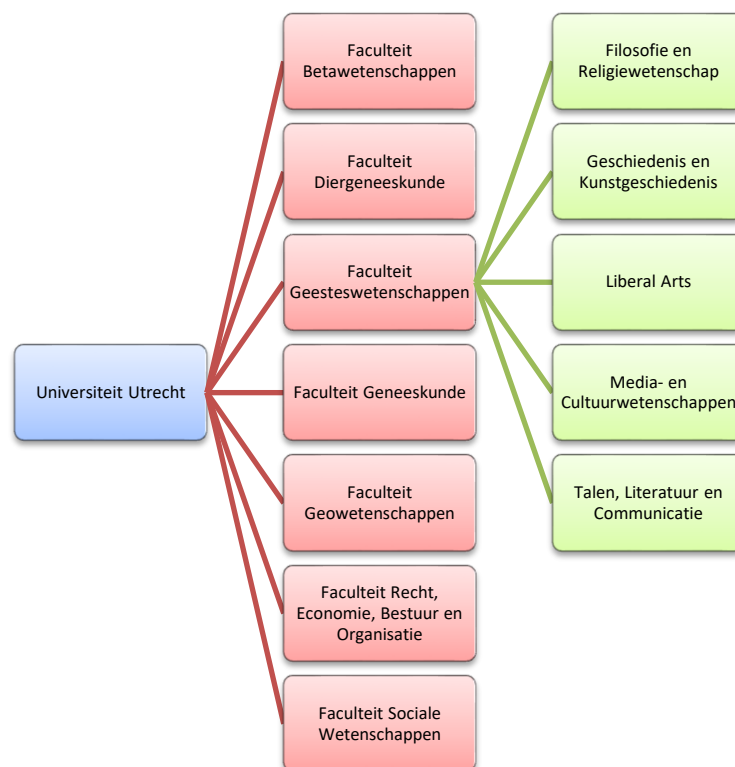 Universiteit Utrecht
Faculteit
Betawetenschappen
Faculteit
Diergeneeskunde
Faculteit
Geesteswetenschappen
Faculteit Geneeskunde
Faculteit
Geowetenschappen
Faculteit Recht,
Economie, Bestuur en
Organisatie
Faculteit Sociale
Wetenschappen
Filosofie en
Religiewetenschap
Geschiedenis en
Kunstgeschiedenis
Liberal Arts
Media- en
Cultuurwetenschappen
Talen, Literatuur en
Communicatie